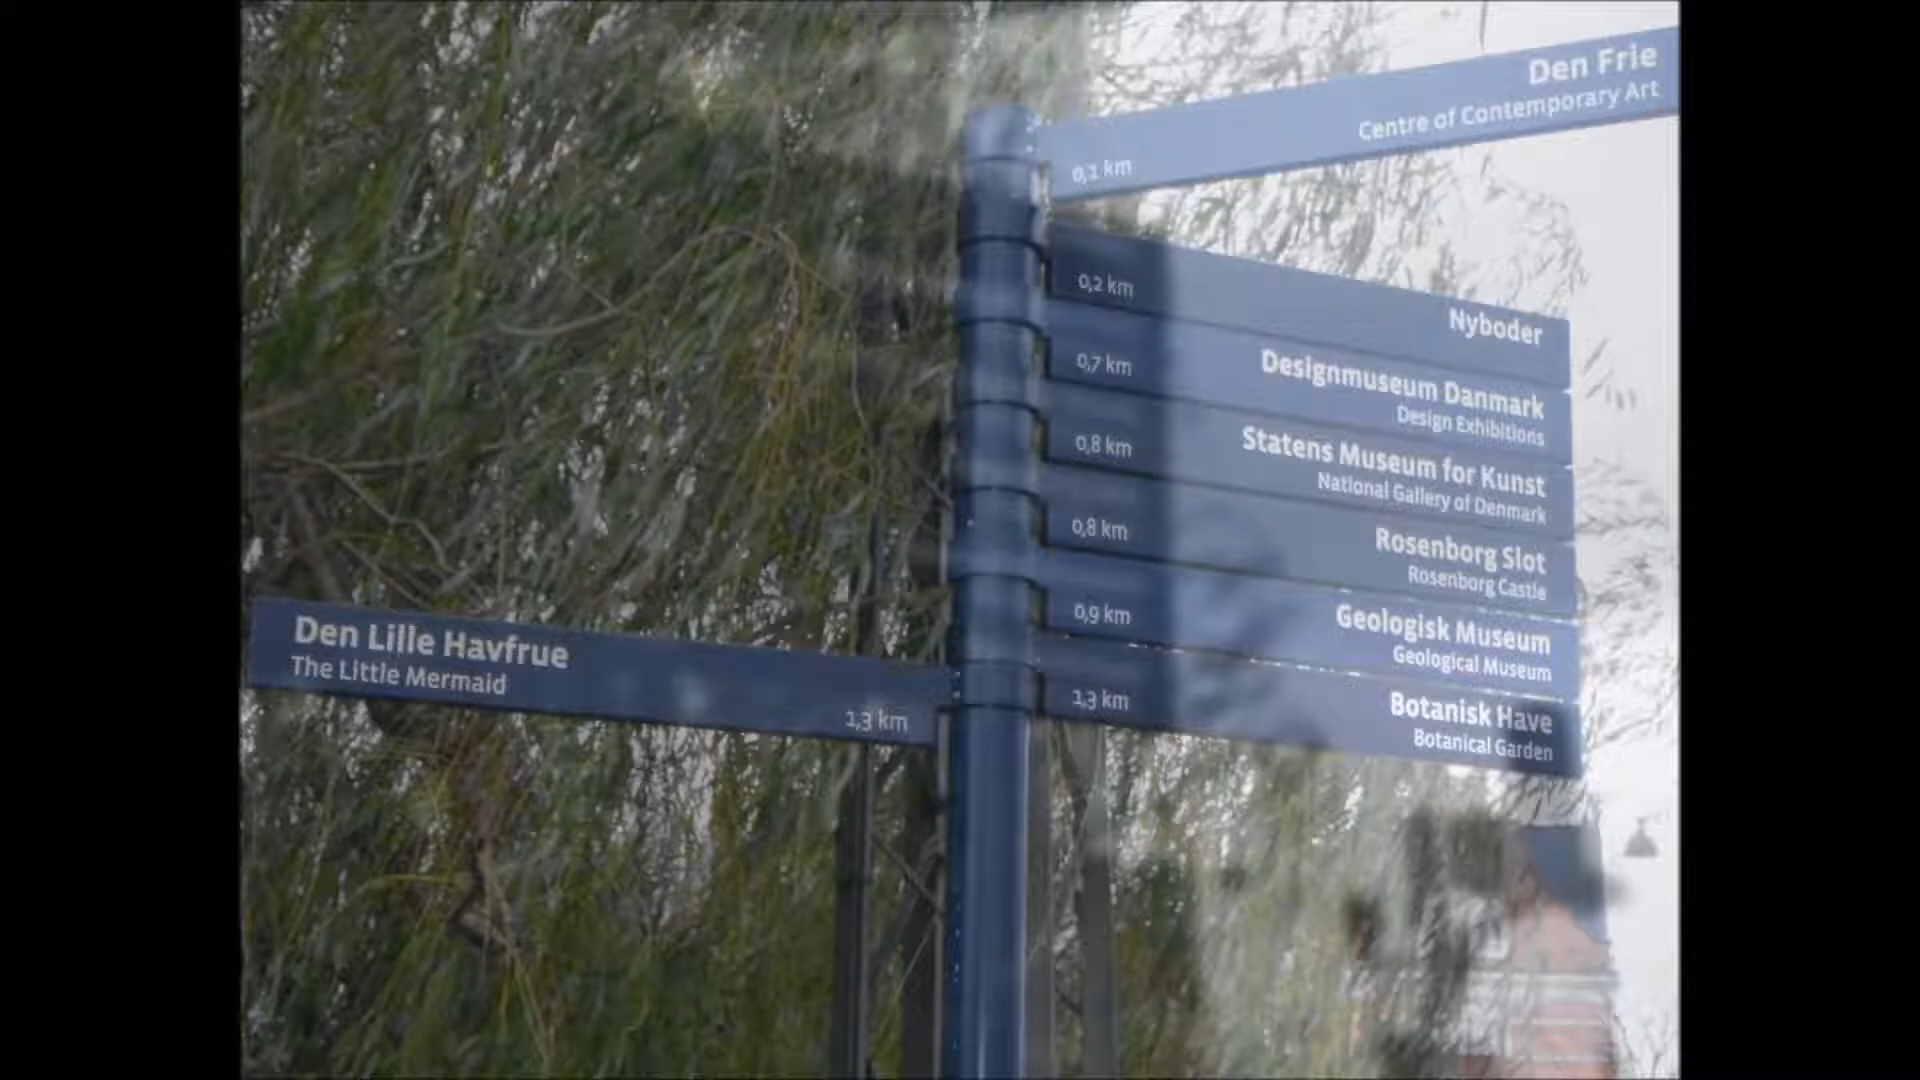 Den Frie
Centre of Contemporary Art
0,1 km
0,2 km
Nyboder
0,7 km
Designmuseum Danmark
Design Exhibitions
0,8 km
Statens Museum for Kunst
National Gallery of Denmark
0,8 km
Rosenborg Slot
Rosenborg Castle
0,9 km
Geologisk Museum
Geological Museum
1,3 km
Botanisk Have
Botanical Garden
Den Lille Havfrue
The Little Mermaid
1,3 km